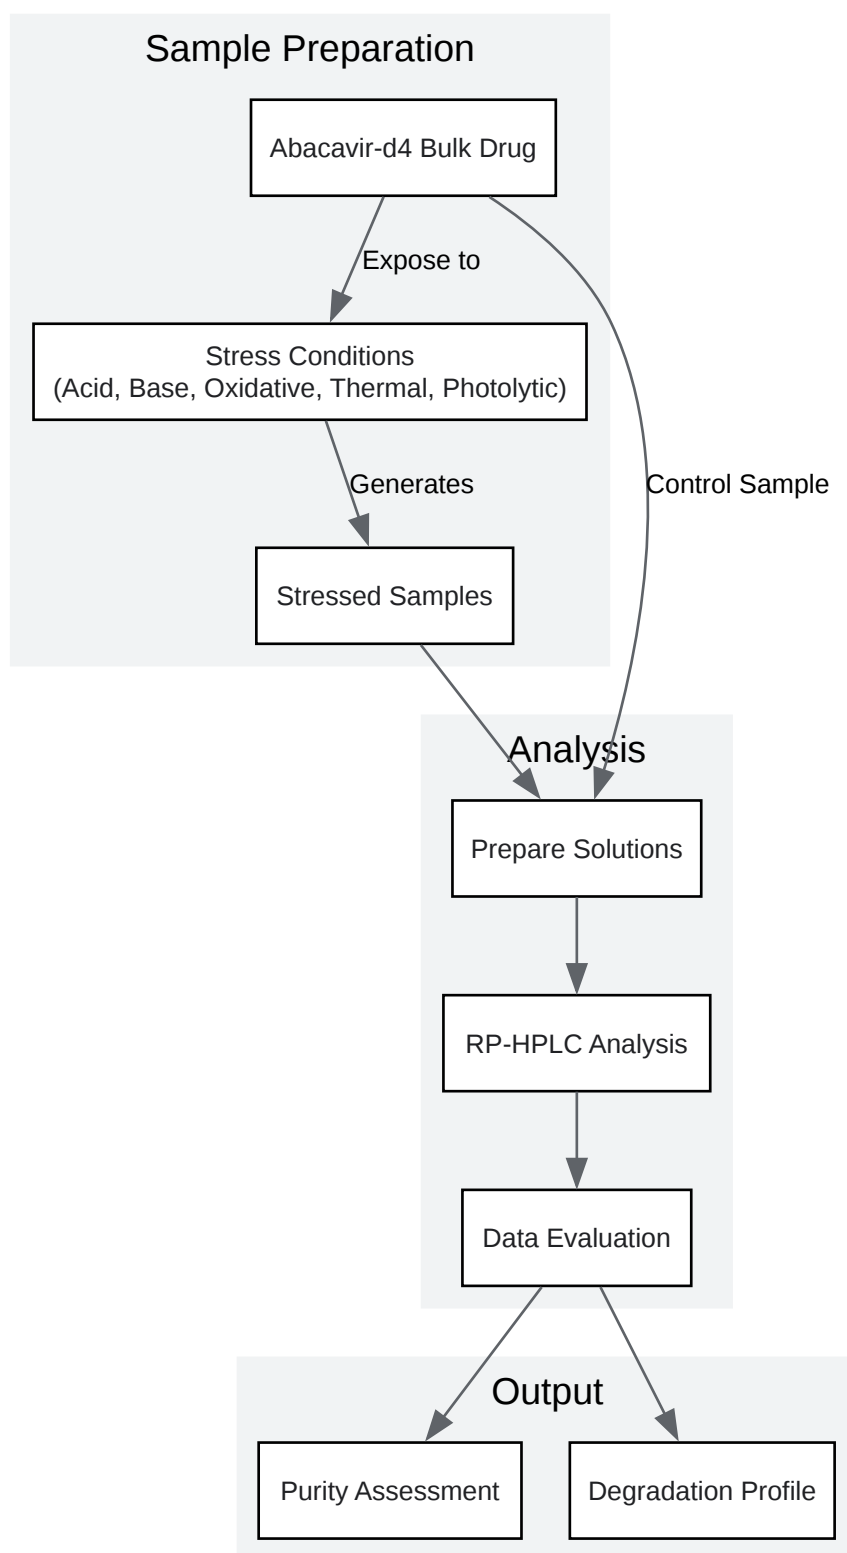 Sample Preparation
Abacavir-d4 Bulk Drug
Expose to
Stress Conditions
(Acid, Base, Oxidative, Thermal, Photolytic)
Generates
Control Sample
Stressed Samples
Analysis
Prepare Solutions
RP-HPLC Analysis
Data Evaluation
Output
Purity Assessment
Degradation Profile